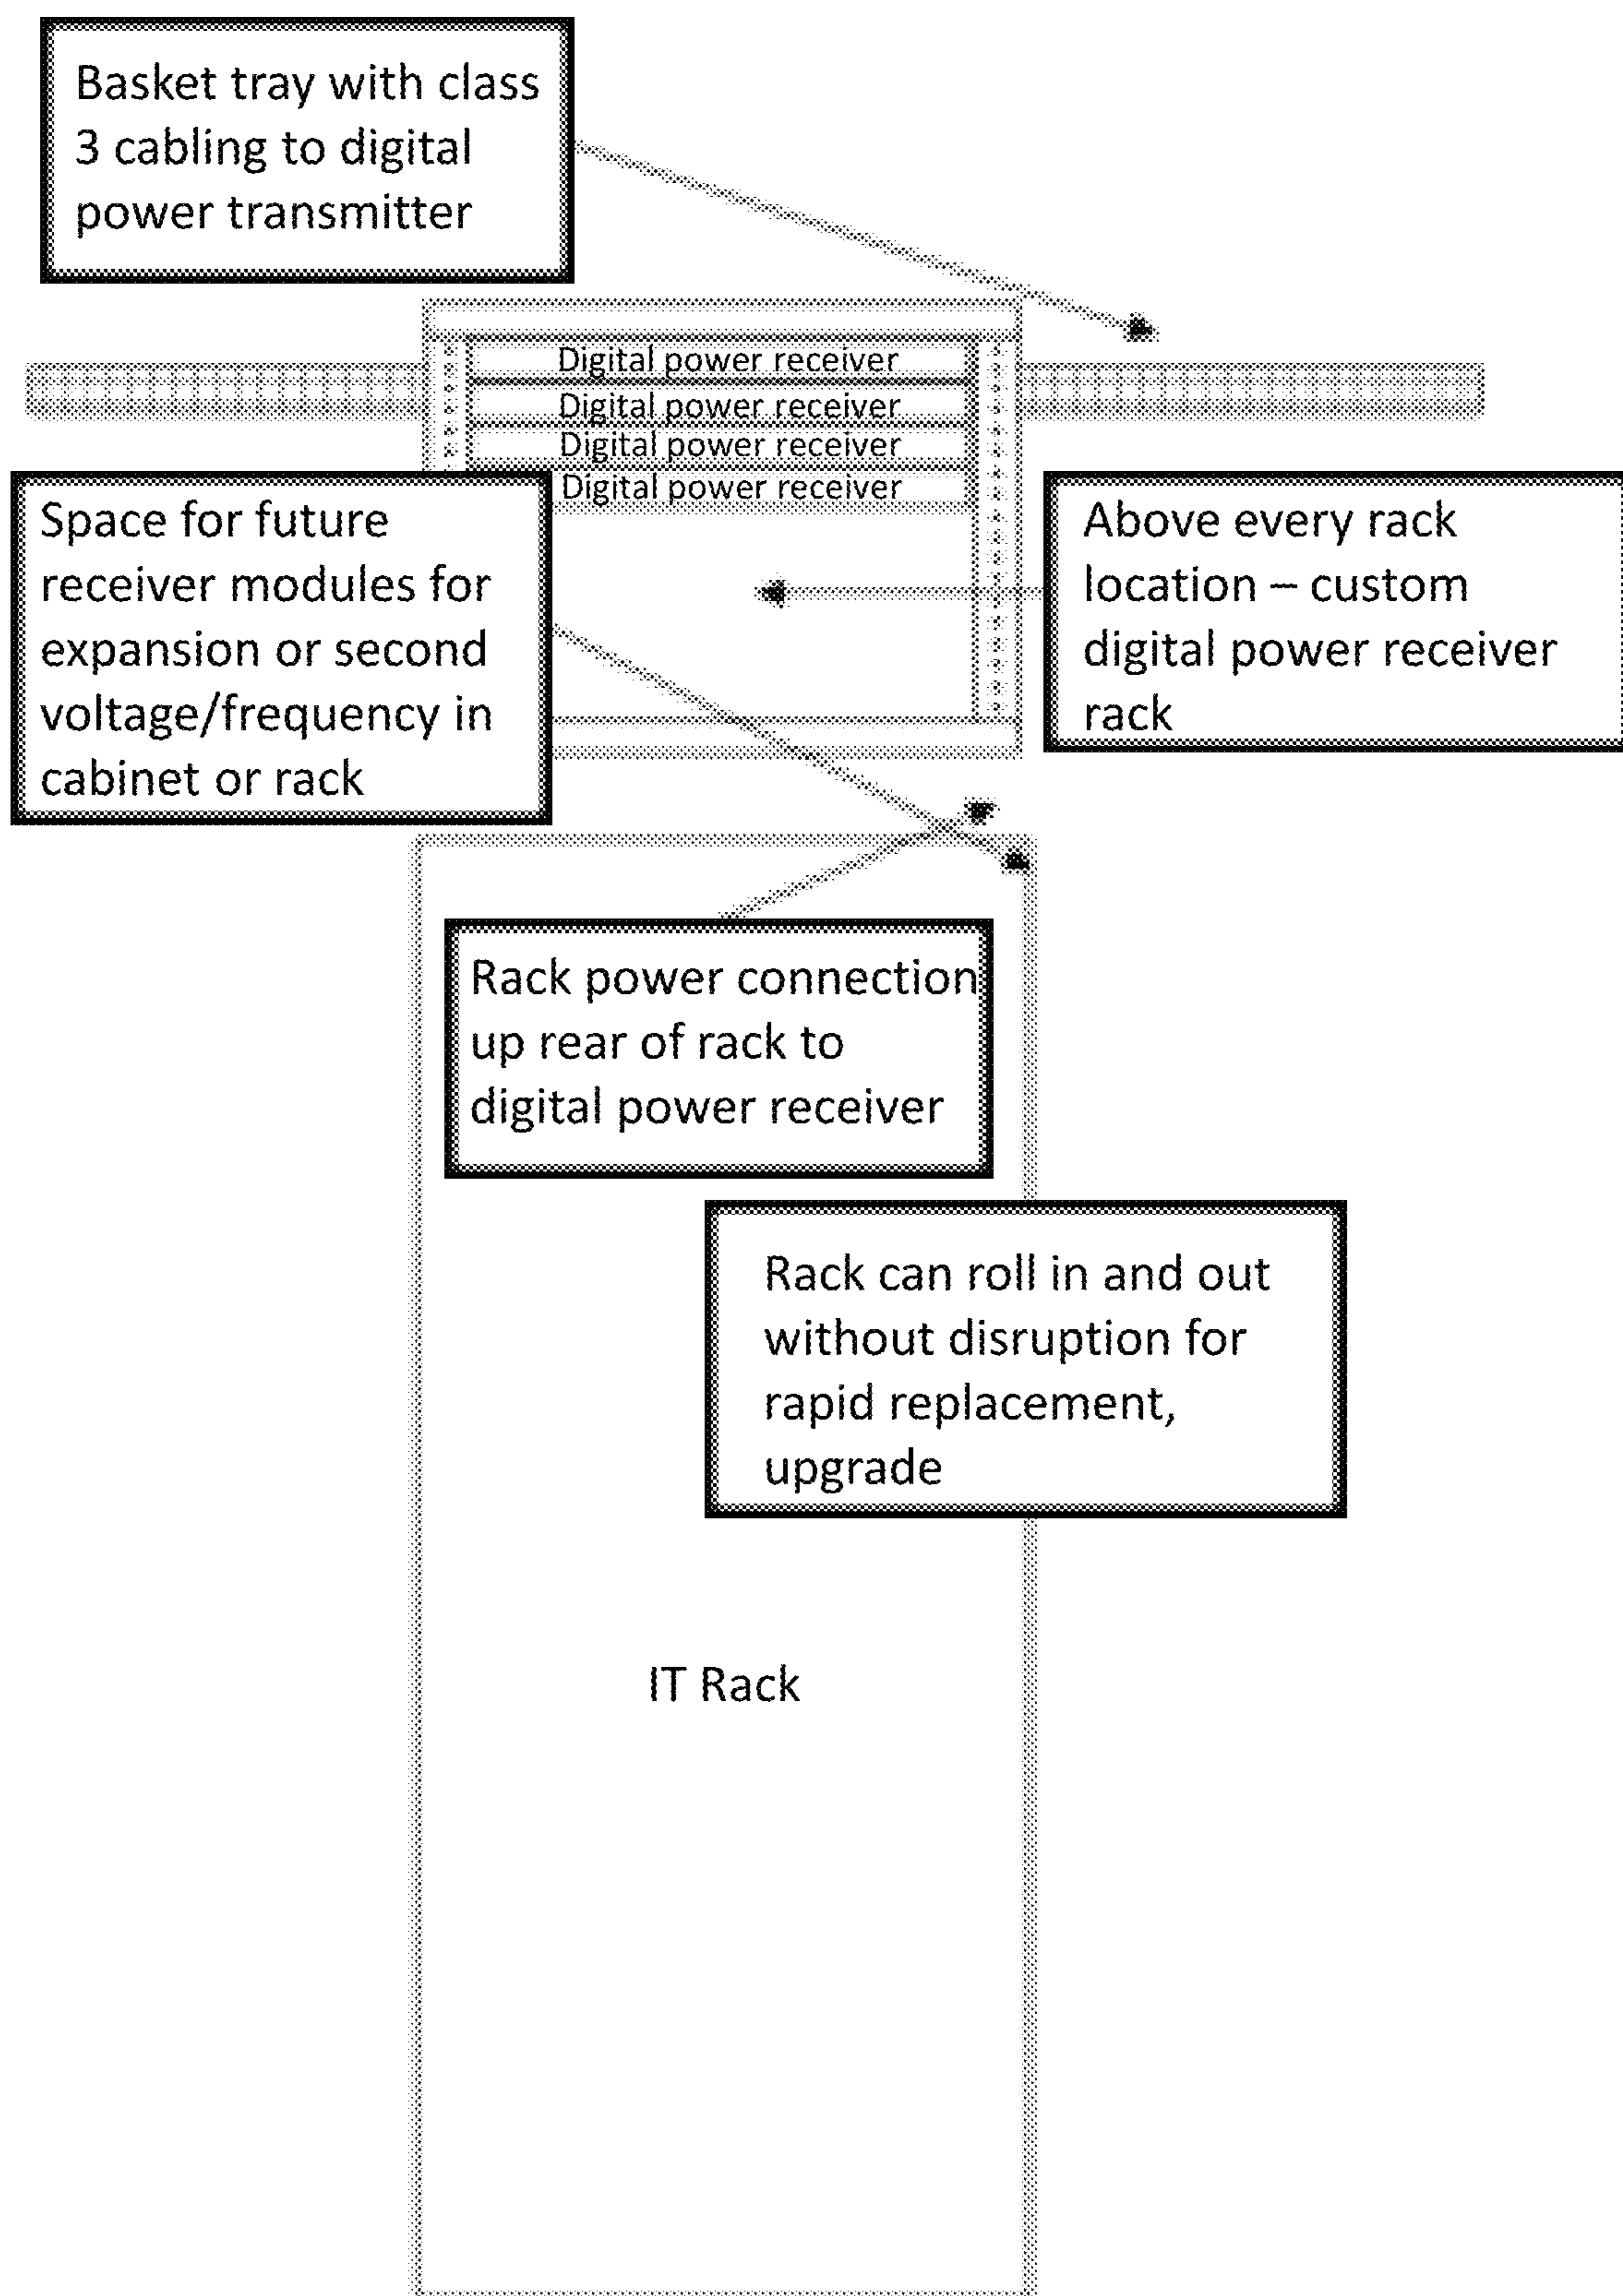 Basket tray with class
3 cabling to digital
power transmitter
Digital power receiver
Digital power receiver
Digital power receiver
Digital power receiver
Space for future
receiver modules for
expansion or second
voltage/frequency in
cabinet or rack
Above every rack
location – custom
digital power receiver
rack
Rack power connection
up rear of rack to
digital power receiver
Rack can roll in and out
without disruption for
rapid replacement,
upgrade
IT Rack